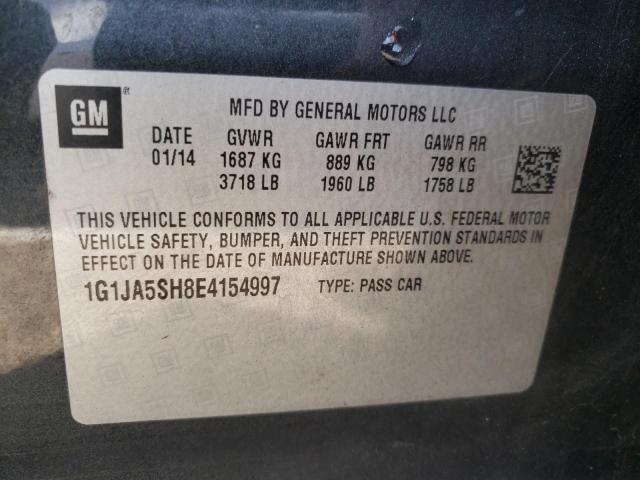 GM ®
MFD BY GENERAL MOTORS LLC
DATE GVWR GAWR FRT GAWR RR
01/14 1687 KG 889 KG 798 KG
3718 LB 1960 LB 1758 LB
THIS VEHICLE CONFORMS TO ALL APPLICABLE U.S. FEDERAL MOTOR
VEHICLE SAFETY, BUMPER, AND THEFT PREVENTION STANDARDS IN
EFFECT ON THE DATE OF MANUFACTURE SHOWN ABOVE.
1G1JA5SH8E4154997 TYPE: PASS CAR